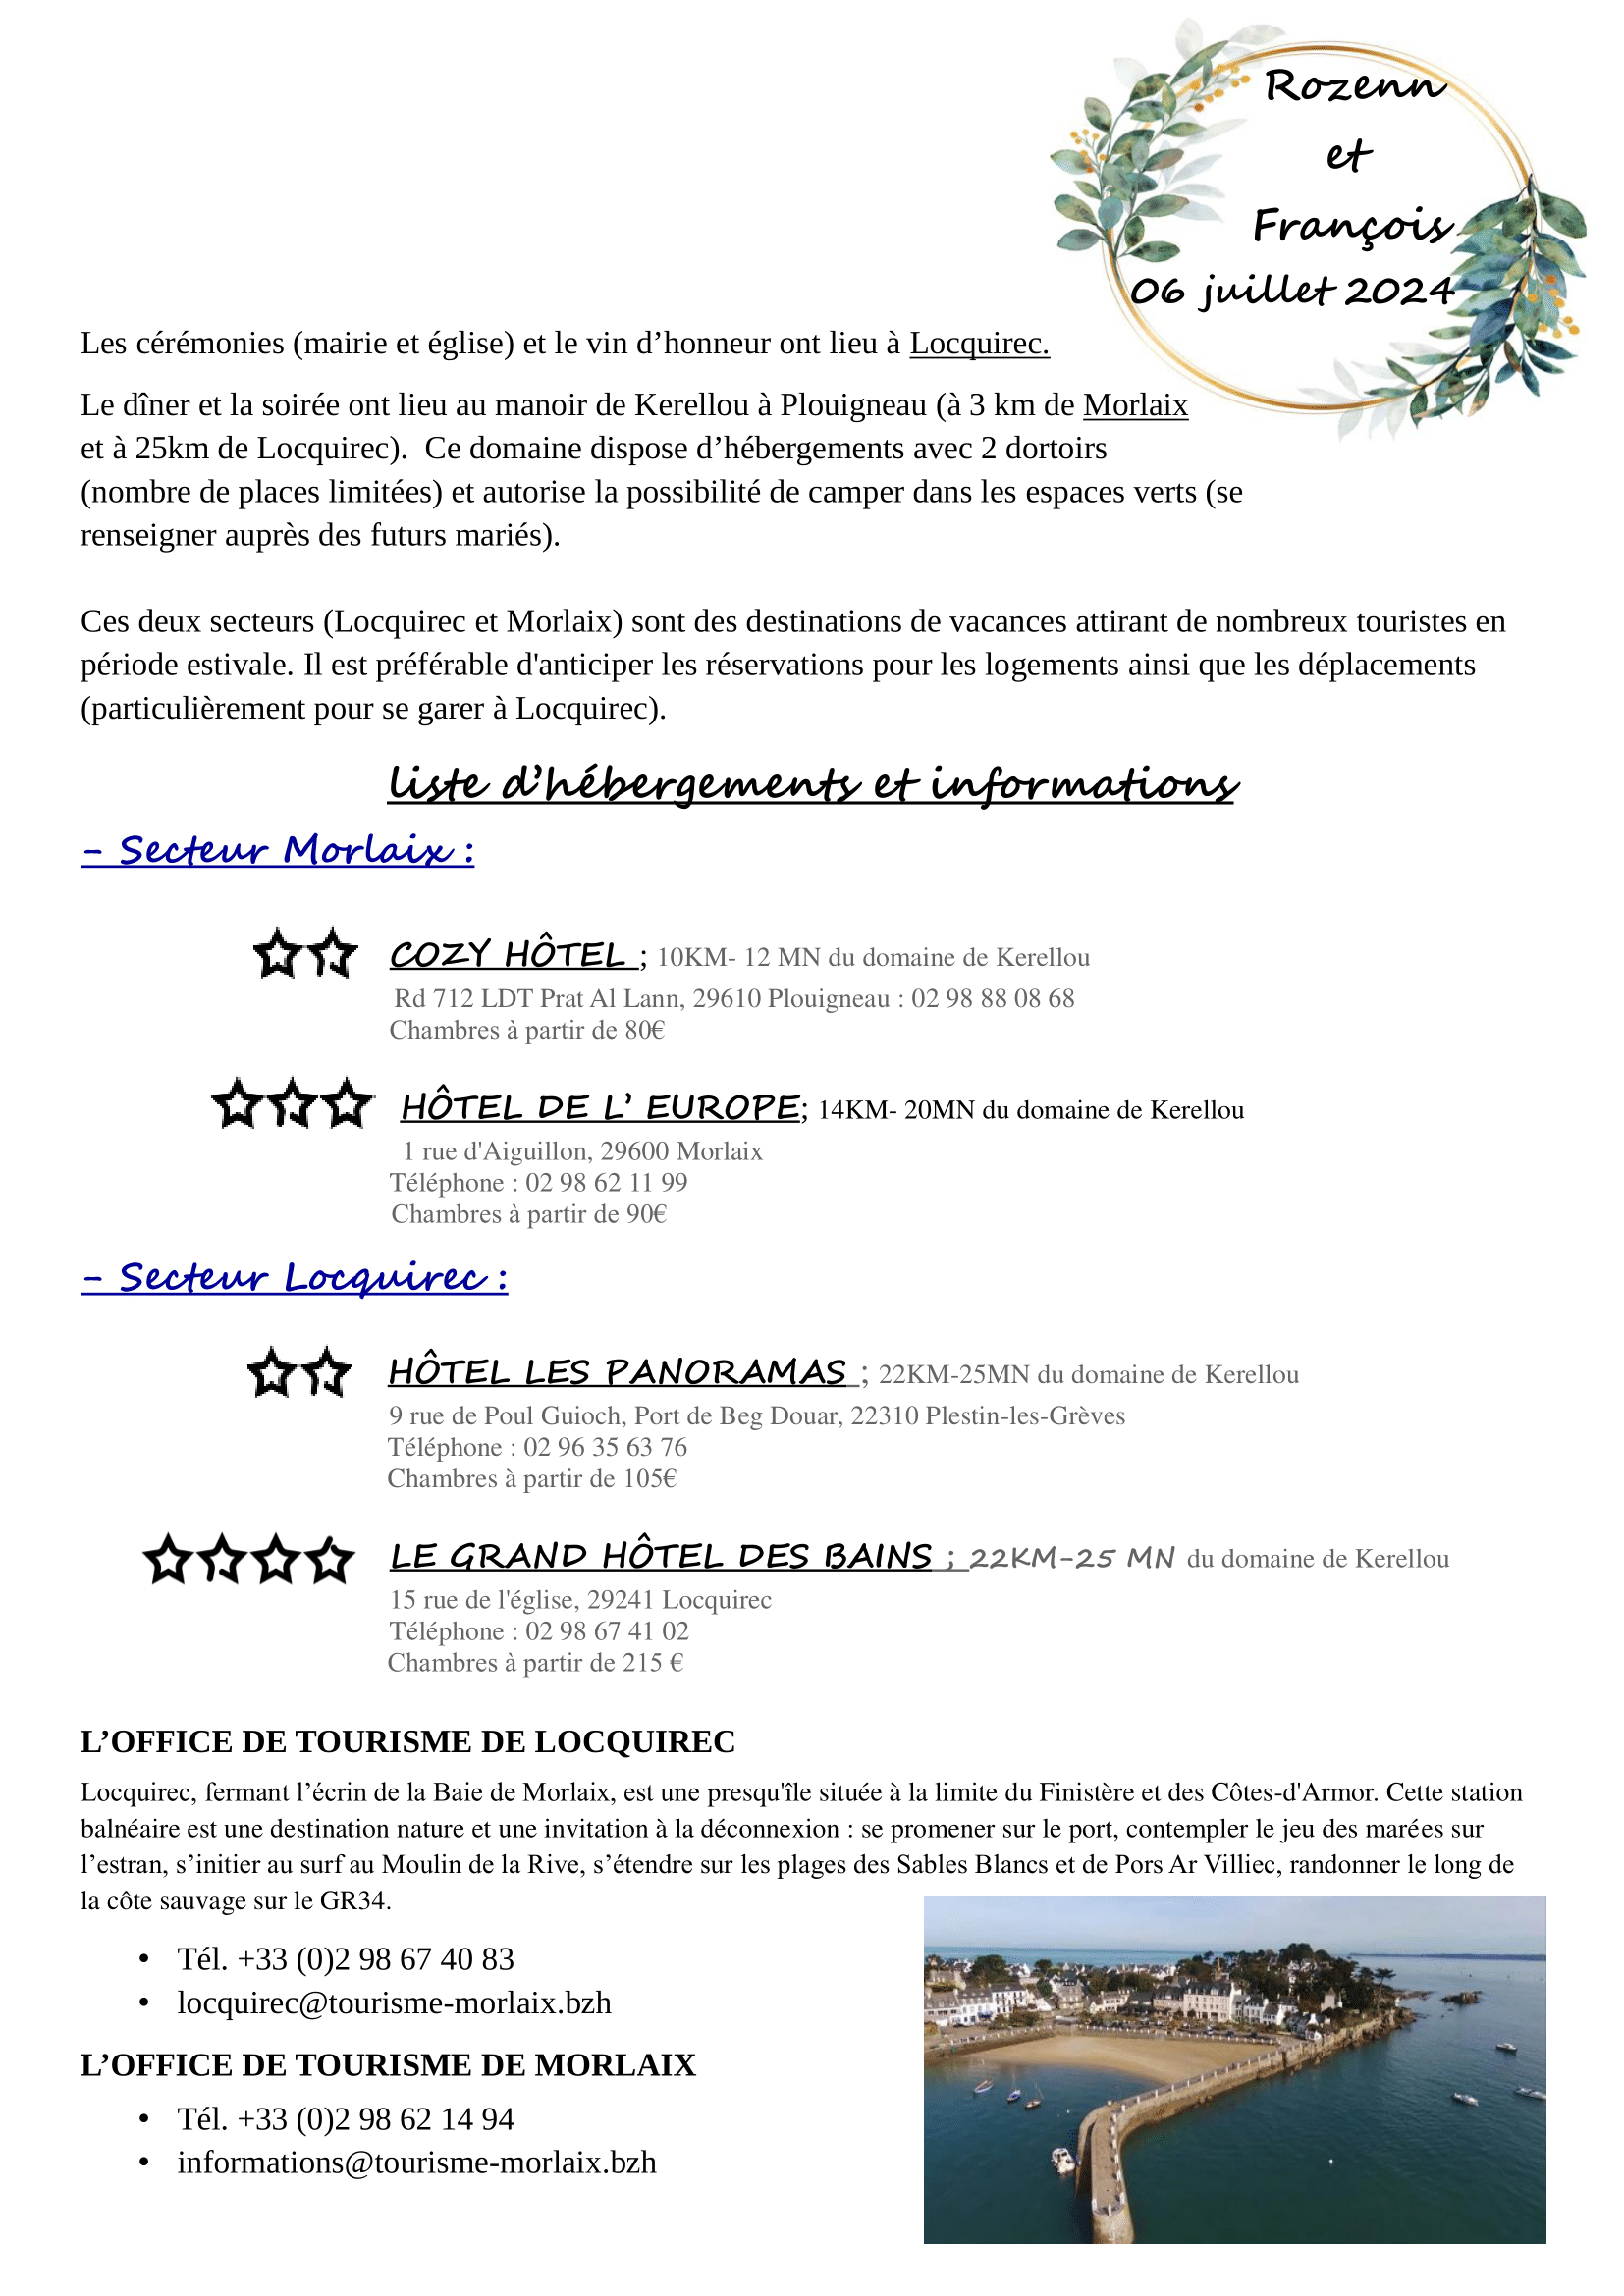 Rozenn
et
François
06 juillet 2024
Les cérémonies (mairie et église) et le vin d’honneur ont lieu à Locquirec.
Le dîner et la soirée ont lieu au manoir de Kerellou à Plouigneau (à 3 km de Morlaix
et à 25km de Locquirec).  Ce domaine dispose d’hébergements avec 2 dortoirs
(nombre de places limitées) et autorise la possibilité de camper dans les espaces verts (se
renseigner auprès des futurs mariés).
Ces deux secteurs (Locquirec et Morlaix) sont des destinations de vacances attirant de nombreux touristes en
période estivale. Il est préférable d'anticiper les réservations pour les logements ainsi que les déplacements
(particulièrement pour se garer à Locquirec).
liste d’hébergements et informations
- Secteur Morlaix :
COZY HÔTEL ; 10KM- 12 MN du domaine de Kerellou
Rd 712 LDT Prat Al Lann, 29610 Plouigneau : 02 98 88 08 68
Chambres à partir de 80€
HÔTEL DE L’ EUROPE; 14KM- 20MN du domaine de Kerellou
1 rue d'Aiguillon, 29600 Morlaix
Téléphone : 02 98 62 11 99
Chambres à partir de 90€
- Secteur Locquirec :
HÔTEL LES PANORAMAS ; 22KM-25MN du domaine de Kerellou
9 rue de Poul Guioch, Port de Beg Douar, 22310 Plestin-les-Grèves
Téléphone : 02 96 35 63 76
Chambres à partir de 105€
LE GRAND HÔTEL DES BAINS ; 22KM-25 MN du domaine de Kerellou
15 rue de l'église, 29241 Locquirec
Téléphone : 02 98 67 41 02
Chambres à partir de 215 €
L’OFFICE DE TOURISME DE LOCQUIREC
Locquirec, fermant l’écrin de la Baie de Morlaix, est une presqu'île située à la limite du Finistère et des Côtes-d'Armor. Cette station
balnéaire est une destination nature et une invitation à la déconnexion : se promener sur le port, contempler le jeu des marées sur
l’estran, s’initier au surf au Moulin de la Rive, s’étendre sur les plages des Sables Blancs et de Pors Ar Villiec, randonner le long de
la côte sauvage sur le GR34.
• Tél. +33 (0)2 98 67 40 83
• locquirec@tourisme-morlaix.bzh
L’OFFICE DE TOURISME DE MORLAIX
• Tél. +33 (0)2 98 62 14 94
• informations@tourisme-morlaix.bzh